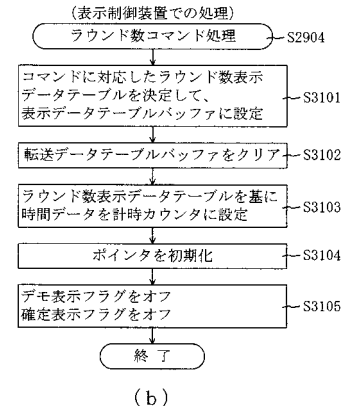 (表示制御装置での処理)
ラウンド数コマンド処理
S2904
コマンドに対応したラウンド数表示
データテーブルを決定して、
表示データテーブルバッファに設定
S3101
転送データテーブルバッファをクリア
S3102
ラウンド数表示データテーブルを基に
時間データを計時カウンタに設定
S3103
ポインタを初期化
S3104
デモ表示フラグをオフ
確定表示フラグをオフ
S3105
終了
(b)